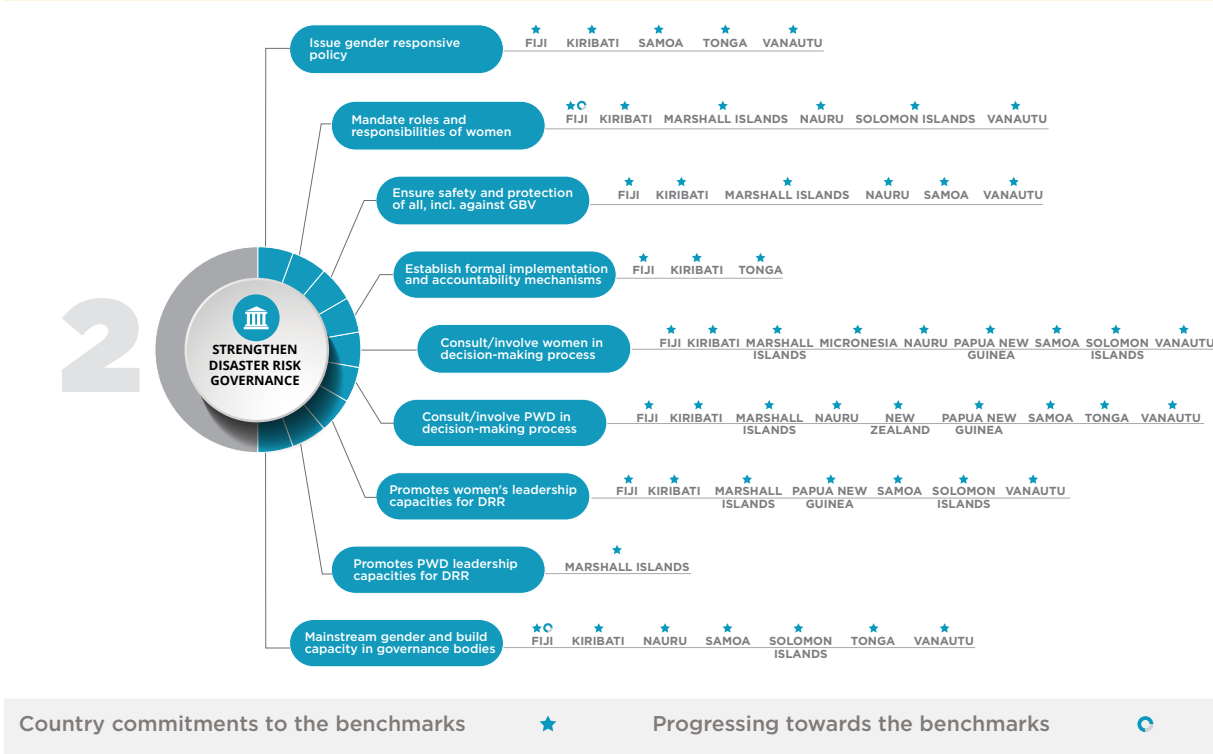 Issue gender responsive
policy
FIJI KIRIBATI SAMOA TONGA VANAUTU
Mandate roles and
responsibilities of women
FIJI KIRIBATI MARSHALL ISLANDS NAURU SOLOMON ISLANDS VANAUTU
Ensure safety and protection
of all, incl. against GBV
FIJI KIRIBATI MARSHALL ISLANDS NAURU SAMOA VANAUTU
Establish formal implementation
and accountability mechanisms
FIJI KIRIBATI TONGA
2
STRENGTHEN
DISASTER RISK
GOVERNANCE
Consult/involve women in
decision-making process
FIJI KIRIBATI MARSHALL MICRONESIA NAURU PAPUA NEW SAMOA SOLOMON VANAUTU
ISLANDS GUINEA ISLANDS
Consult/involve PWD in
decision-making process
FIJI KIRIBATI MARSHALL NAURU NEW PAPUA NEW SAMOA TONGA VANAUTU
ISLANDS ZEALAND GUINEA
Promotes women's leadership
capacities for DRR
FIJI KIRIBATI MARSHALL PAPUA NEW SAMOA SOLOMON VANAUTU
ISLANDS GUINEA ISLANDS
Promotes PWD leadership
capacities for DRR
MARSHALL ISLANDS
Mainstream gender and build
capacity in governance bodies
FIJI KIRIBATI NAURU SAMOA SOLOMON TONGA VANAUTU
ISLANDS
Country commitments to the benchmarks
Progressing towards the benchmarks